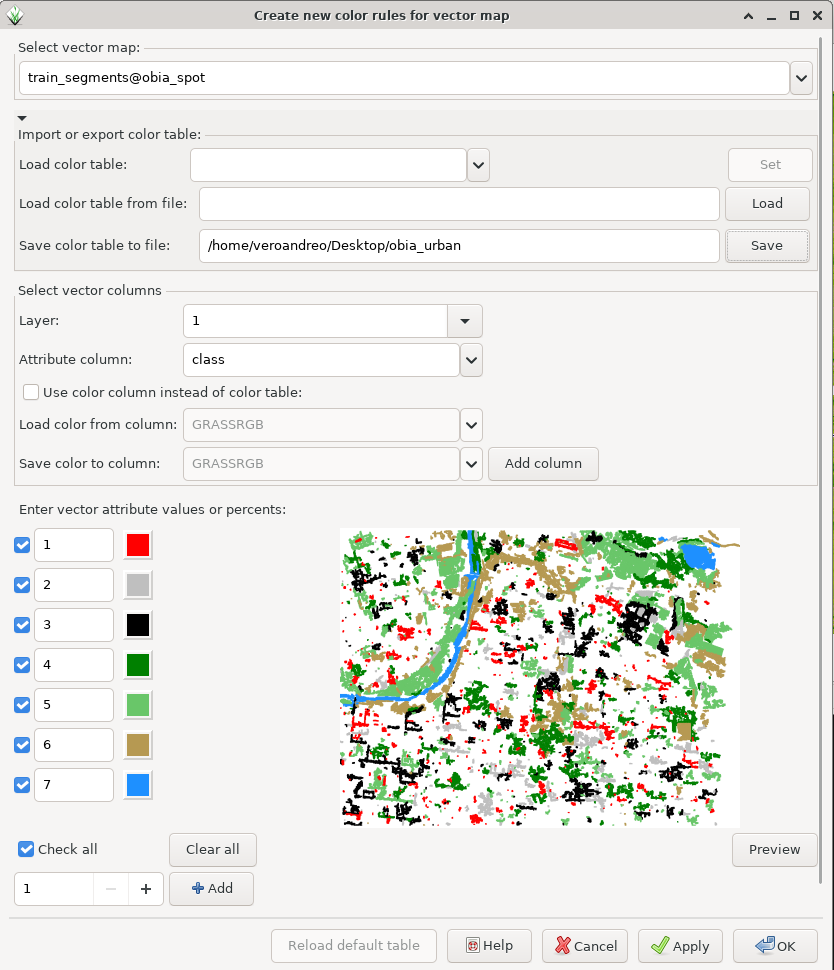 Create new color rules for vector map
Select vector map:
train_segments@obia_spot
Import or export color table:
Load color table:
Set
Load color table from file:
Load
Save color table to file:
/home/veroandreo/Desktop/obia_urban
Save
Select vector columns
Layer:
1
Attribute column:
class
Use color column instead of color table:
Load color from column:
GRASSRGB
Save color to column:
GRASSRGB
Add column
Enter vector attribute values or percents:
1
2
3
4
5
6
7
Check all
Clear all
Preview
1
Add
Reload default table
Help
Cancel
Apply
OK